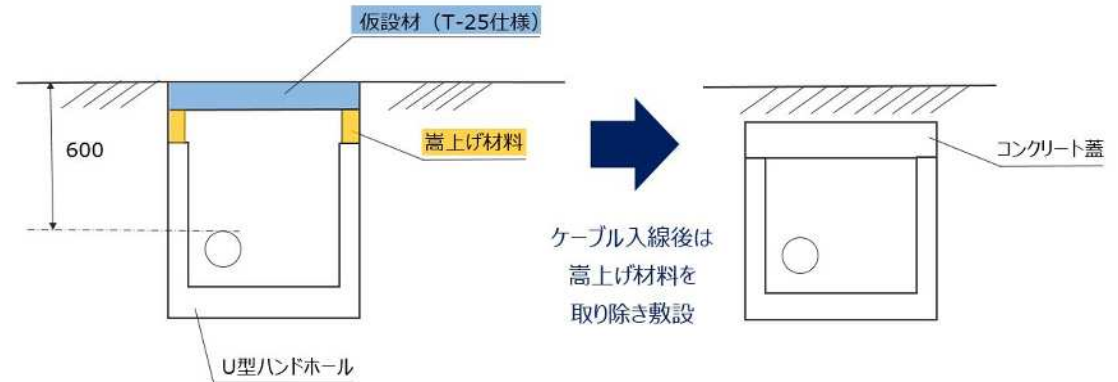 仮設材（T-25仕様）
600
嵩上げ材料
コンクリート蓋
ケーブル入線後は
嵩上げ材料を
取り除き敷設
U型ハンドホール